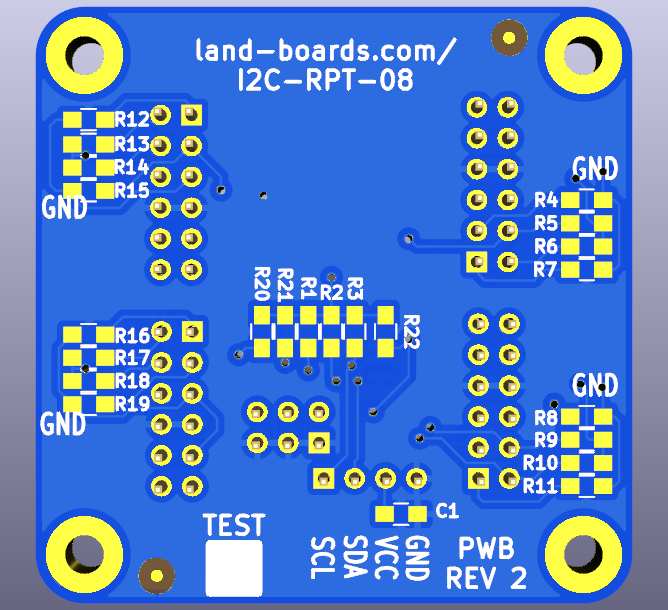 land-boards.com/
I2C-RPT-08
R12
R13
R14
R15
GND
GND
R4
R5
R6
R7
R20
R21
R1
R2
R3
R22
R16
R17
R18
R19
GND
GND
R8
R9
R10
R11
C1
TEST
SCL
SDA
VCC
GND
PWB
REV 2